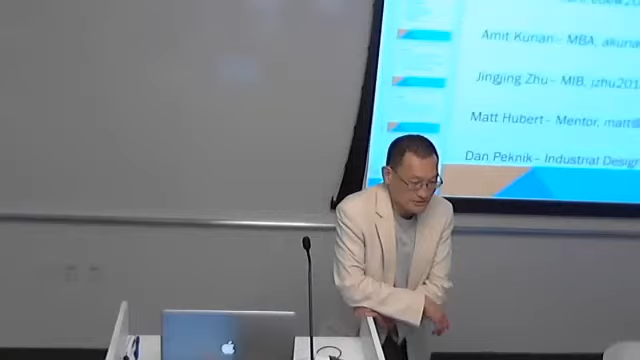 Amit Kunan - MBA, akuna
Jingjing Zhu - MIB, jzhu201
Matt Hubert - Mentor, matt@
Dan Peknik - Industrial Design